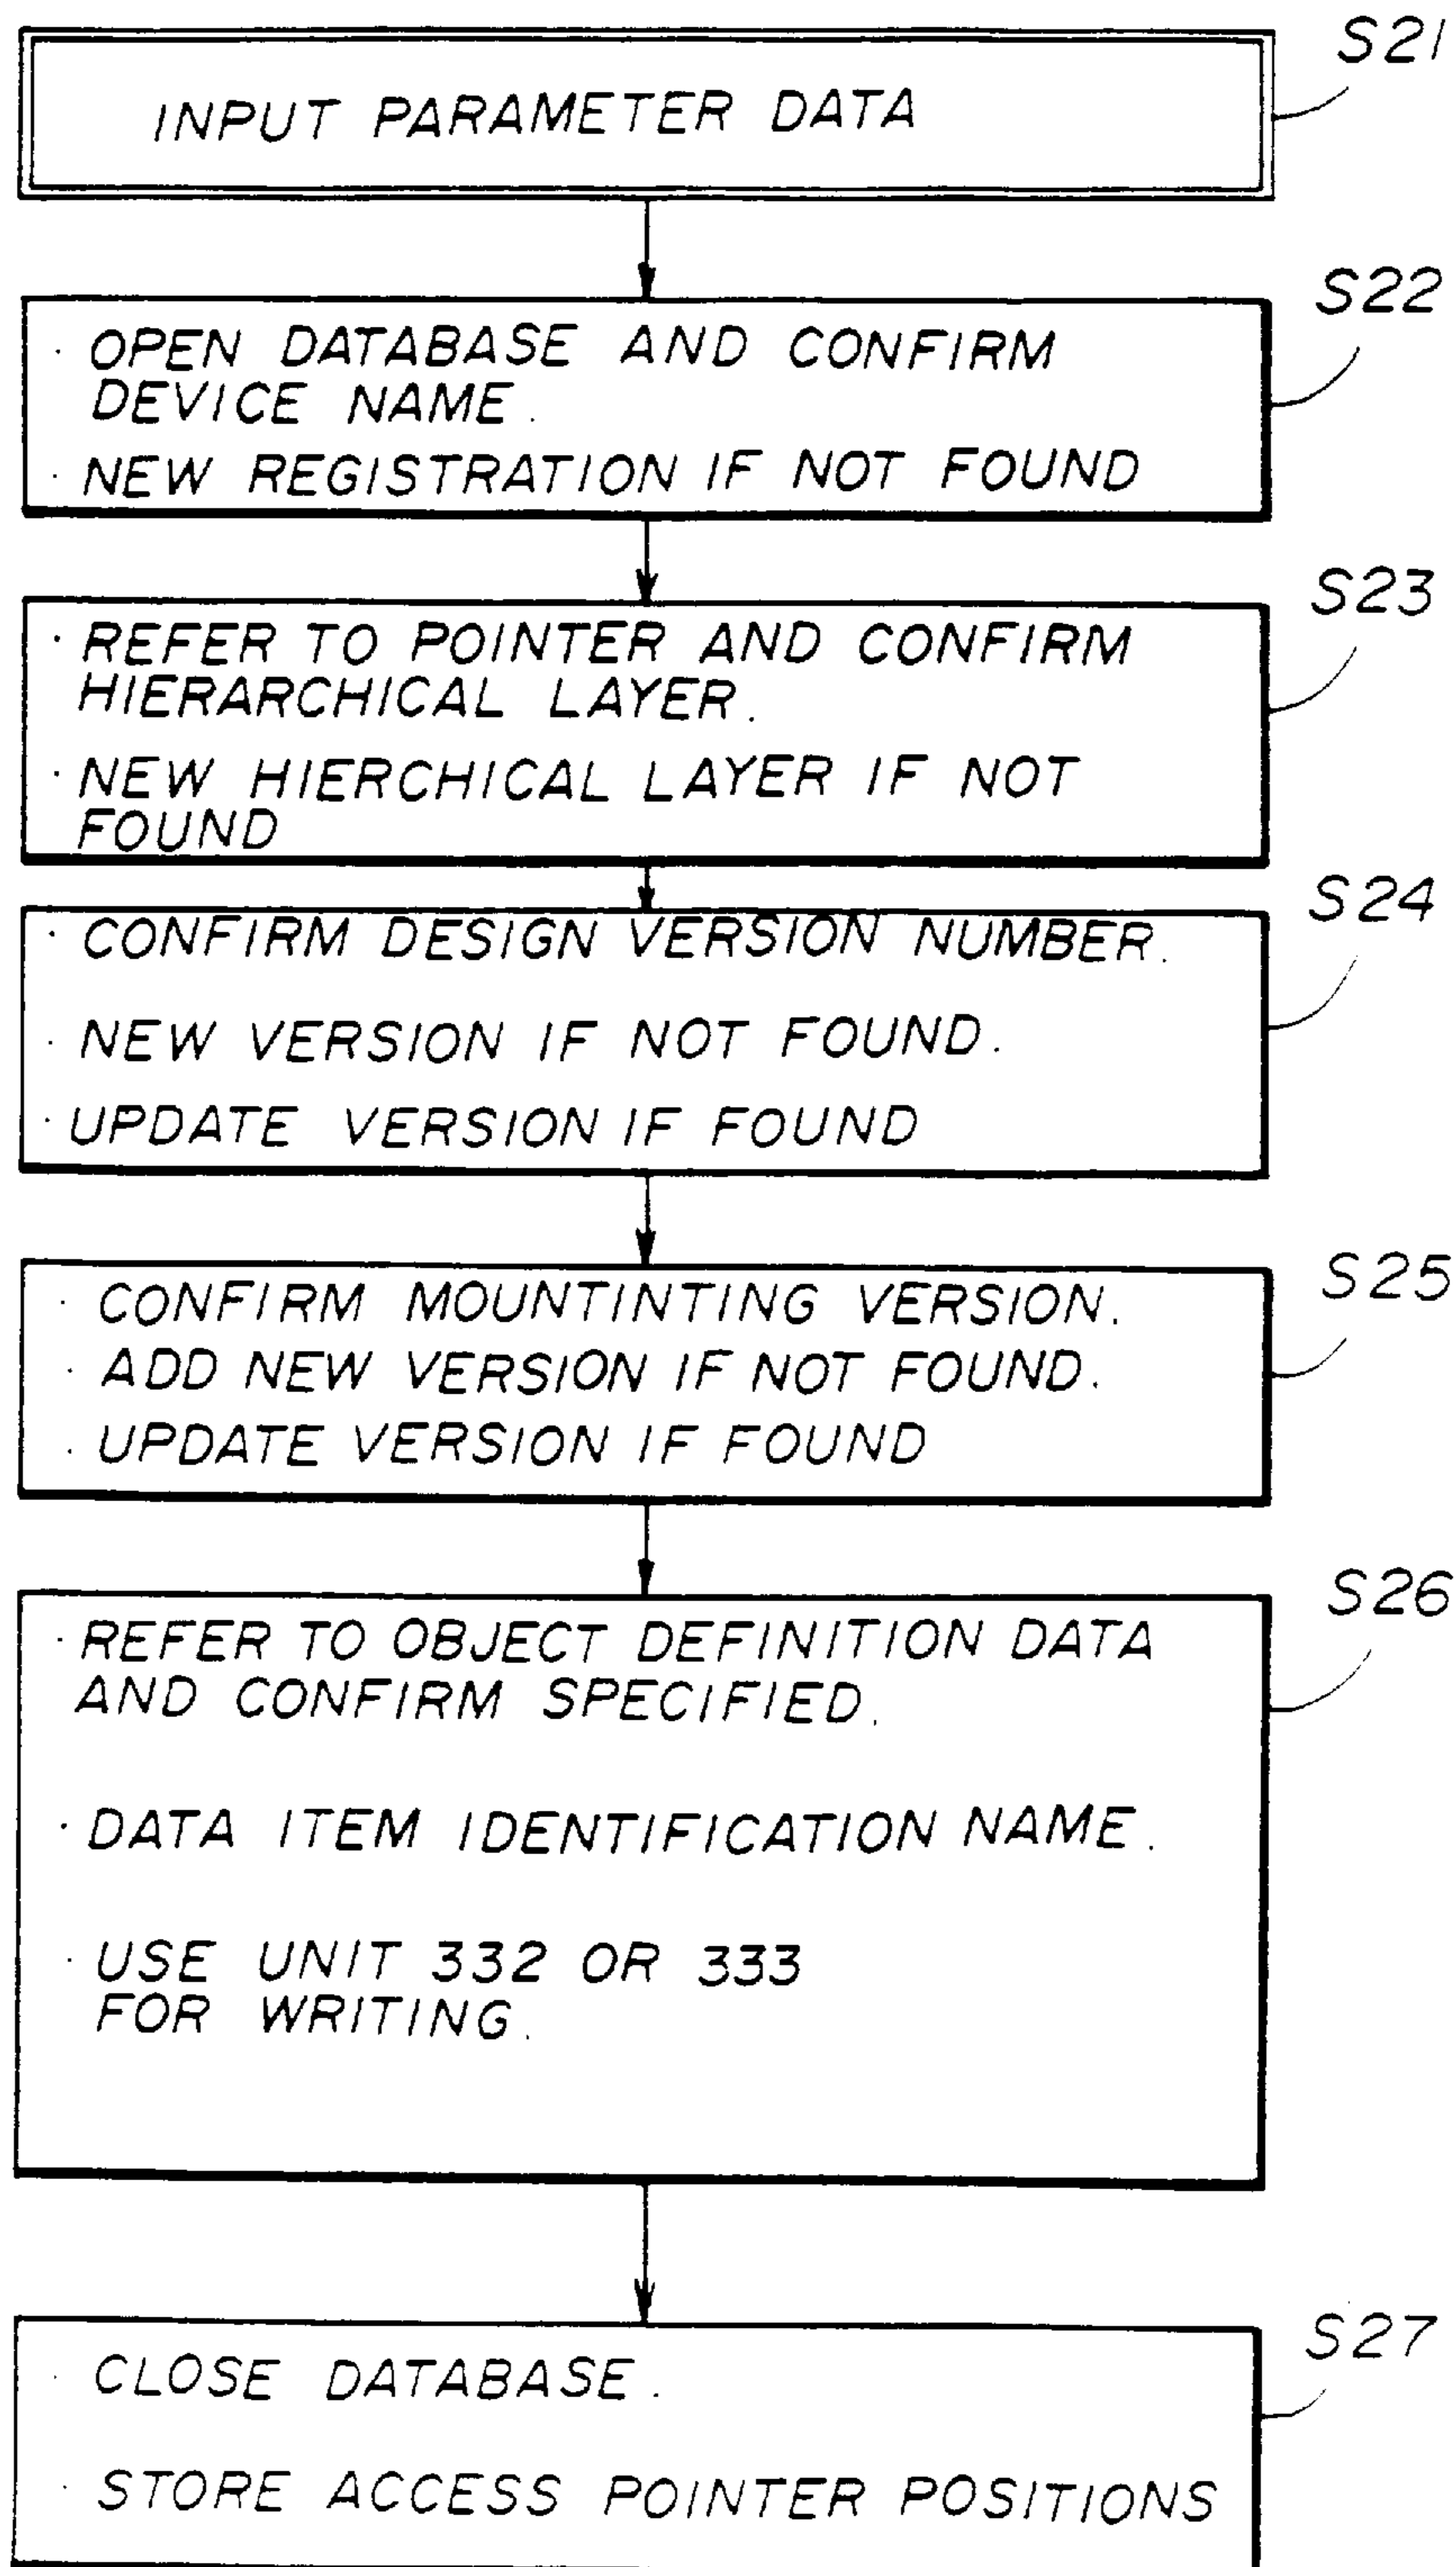 S21
INPUT PARAMETER DATA
S22
· OPEN DATABASE AND CONFIRM
DEVICE NAME.
· NEW REGISTRATION IF NOT FOUND
S23
· REFER TO POINTER AND CONFIRM
HIERARCHICAL LAYER.
· NEW HIERCHICAL LAYER IF NOT
FOUND
S24
· CONFIRM DESIGN VERSION NUMBER.
· NEW VERSION IF NOT FOUND.
· UPDATE VERSION IF FOUND
S25
· CONFIRM MOUNTINTING VERSION.
· ADD NEW VERSION IF NOT FOUND.
· UPDATE VERSION IF FOUND
S26
· REFER TO OBJECT DEFINITION DATA
AND CONFIRM SPECIFIED.
· DATA ITEM IDENTIFICATION NAME.
· USE UNIT 332 OR 333
FOR WRITING.
S27
· CLOSE DATABASE.
· STORE ACCESS POINTER POSITIONS